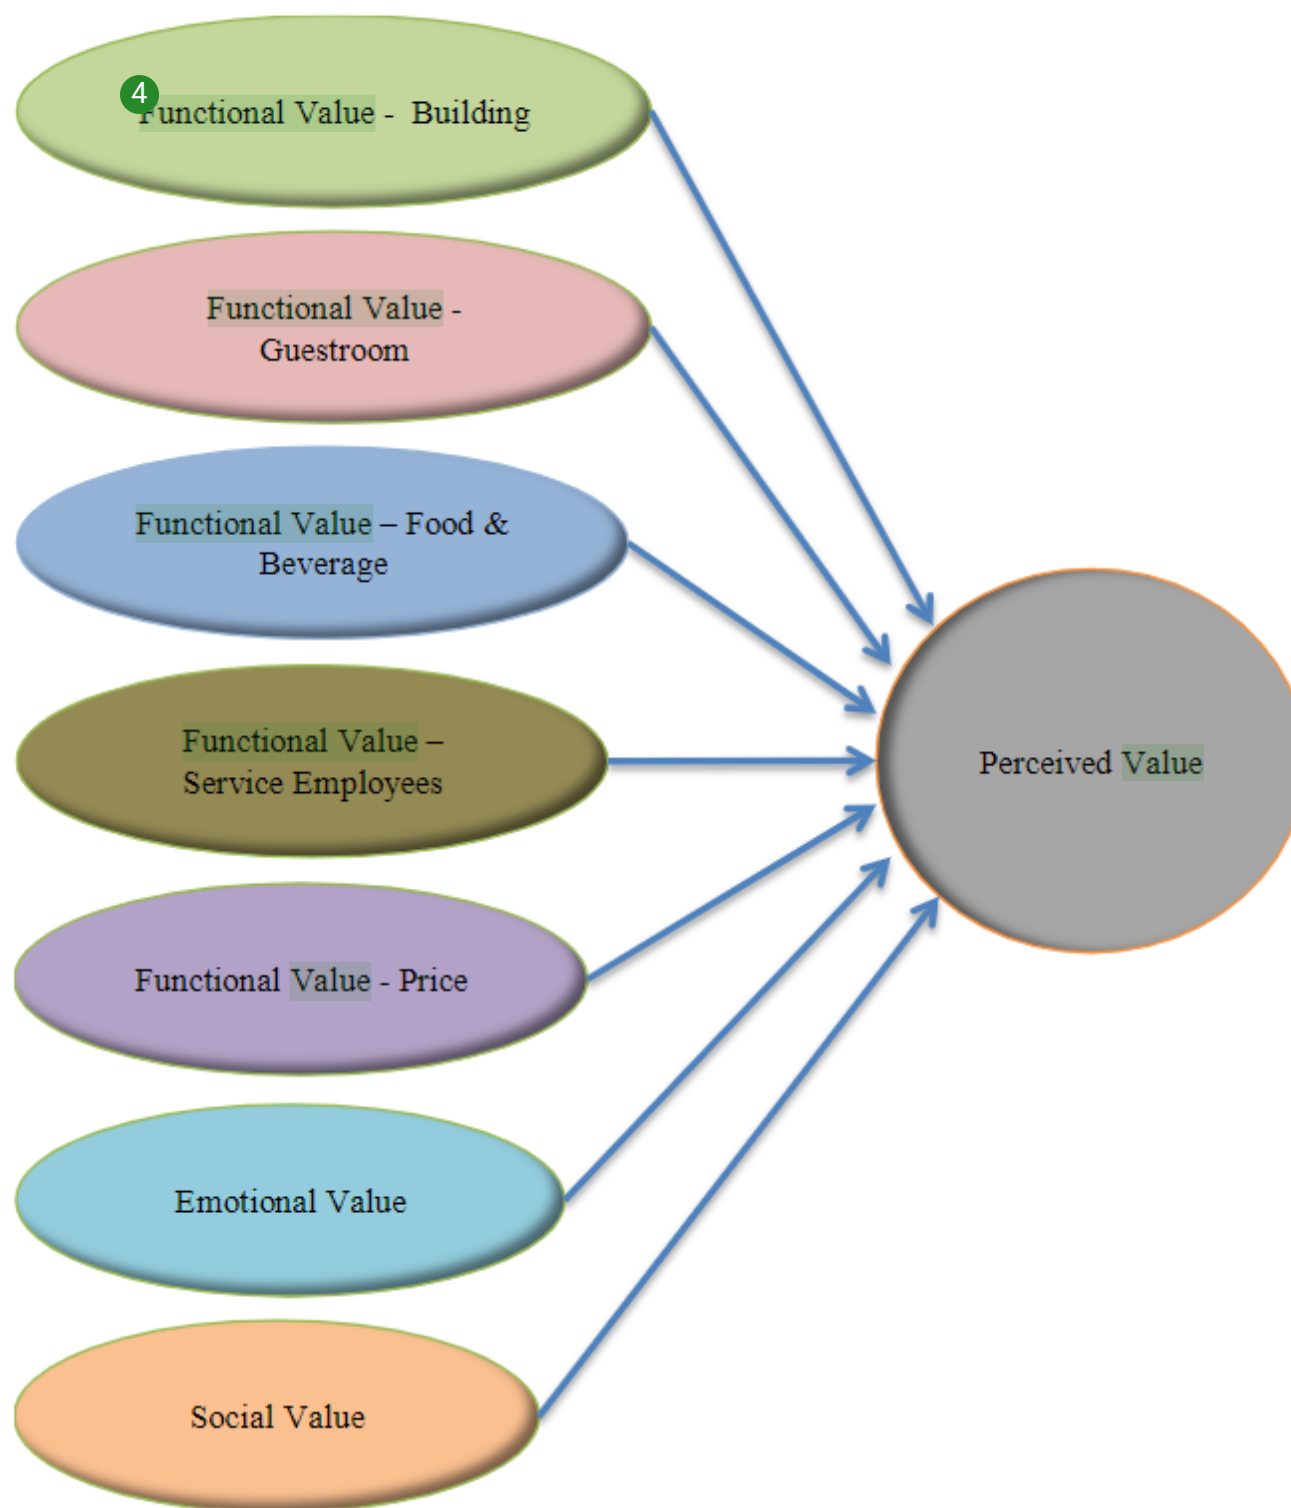 4
Functional Value - Building
Functional Value -
Guestroom
Functional Value – Food &
Beverage
Functional Value –
Service Employees
Perceived Value
Functional Value - Price
Emotional Value
Social Value